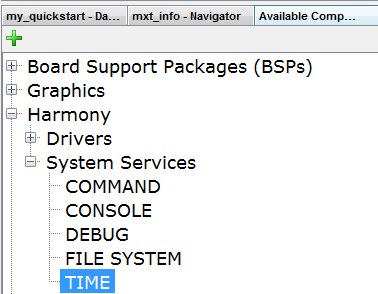 my_quickstart - Da... mxt_info - Navigator Available Comp...
Board Support Packages (BSPs)
Graphics
Harmony
Drivers
System Services
COMMAND
CONSOLE
DEBUG
FILE SYSTEM
TIME